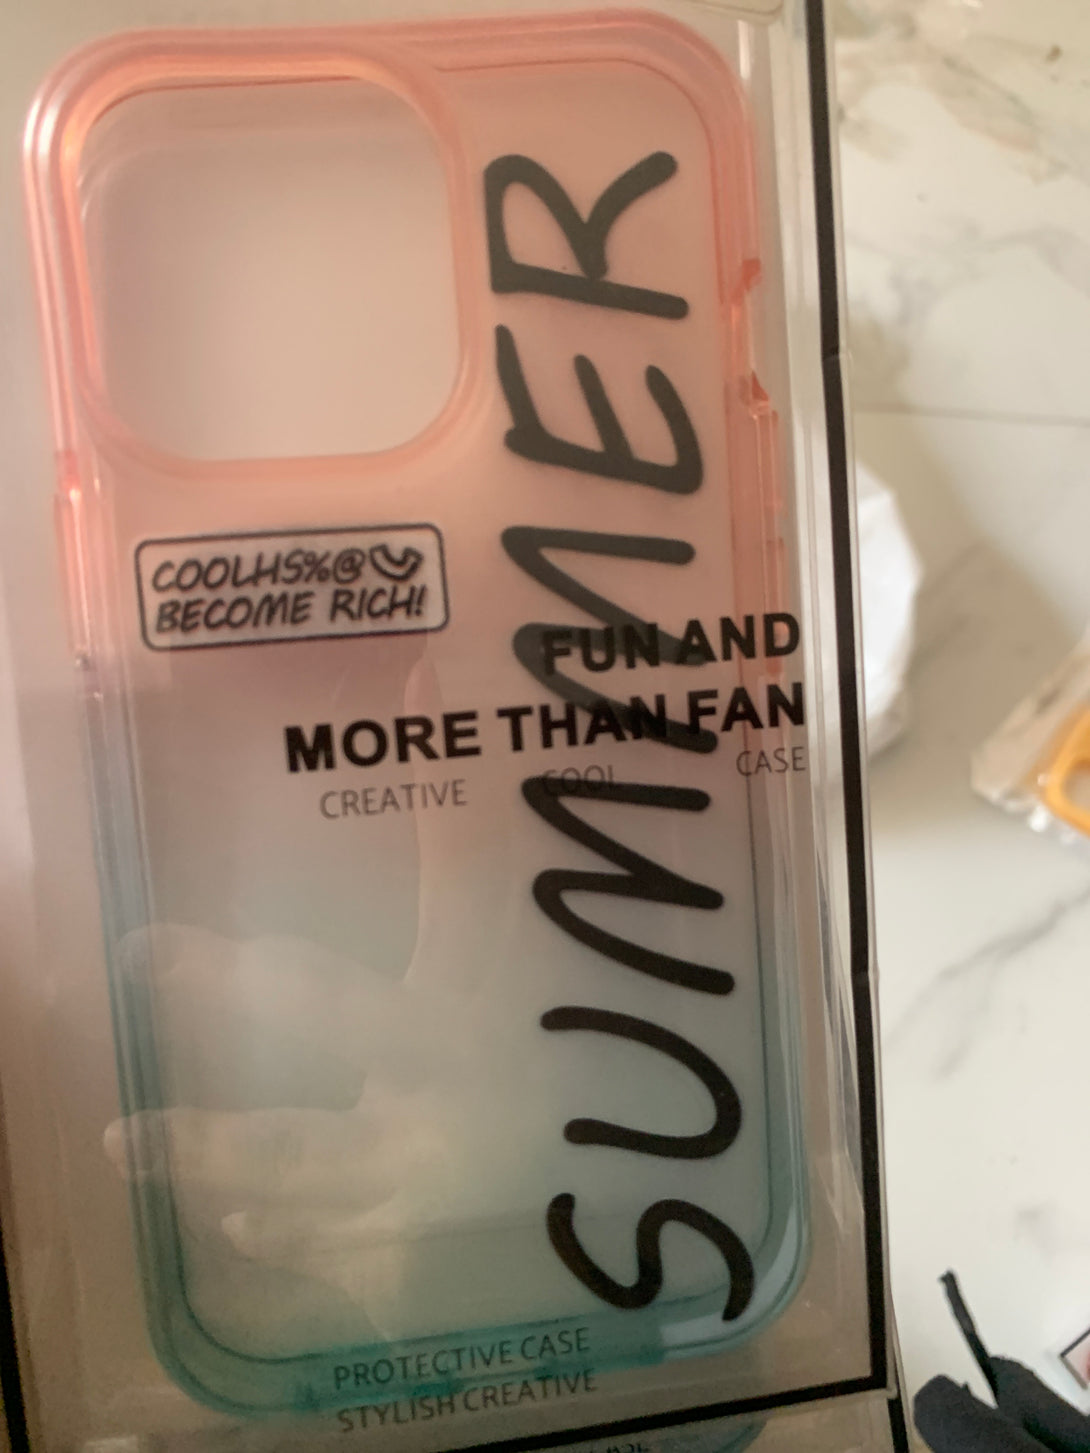 SUMMER
COOLHS%@
BECOME RICH!
FUN AND
MORE THAN FAN
CREATIVE COOL CASE
PROTECTIVE CASE
STYLISH CREATIVE